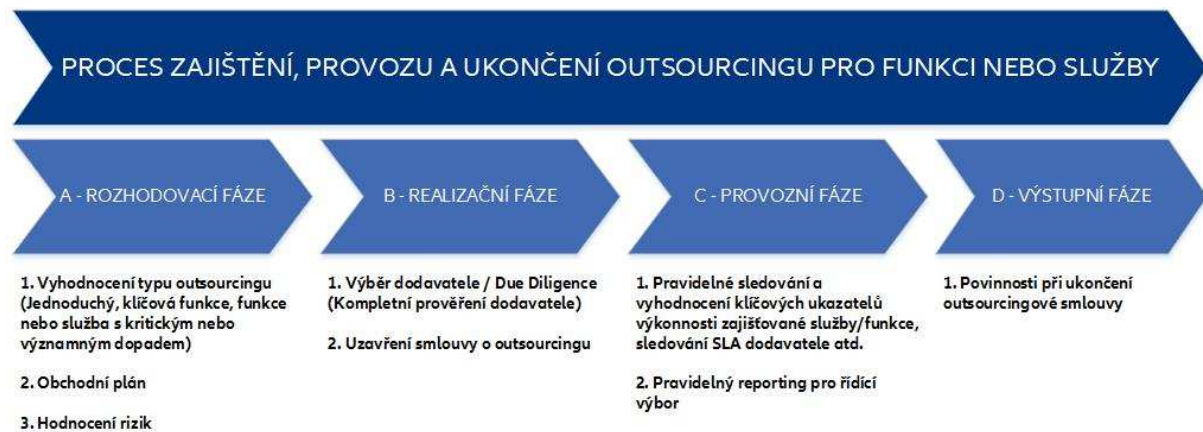 PROCES ZAJIŠTĚNÍ, PROVOZU A UKONČENÍ OUTSOURCINGU PRO FUNKCI NEBO SLUŽBY
A - ROZHODOVACÍ FÁZE
B - REALIZAČNÍ FÁZE
C - PROVOZNÍ FÁZE
D - VÝSTUPNÍ FÁZE
1. Vyhodnocení typu outsourcingu
(Jednoduchý, klíčová funkce, funkce
nebo služba s kritickým nebo
významným dopadem)
2. Obchodní plán
3. Hodnocení rizik
1. Výběr dodavatele / Due Diligence
(Kompletní prověření dodavatele)
2. Uzavření smlouvy o outsourcingu
1. Pravidelné sledování a
vyhodnocení klíčových ukazatelů
výkonnosti zajišťované služby/funkce,
sledování SLA dodavatele atd.
2. Pravidelný reporting pro řídící
výbor
1. Povinnosti při ukončení
outsourcingové smlouvy